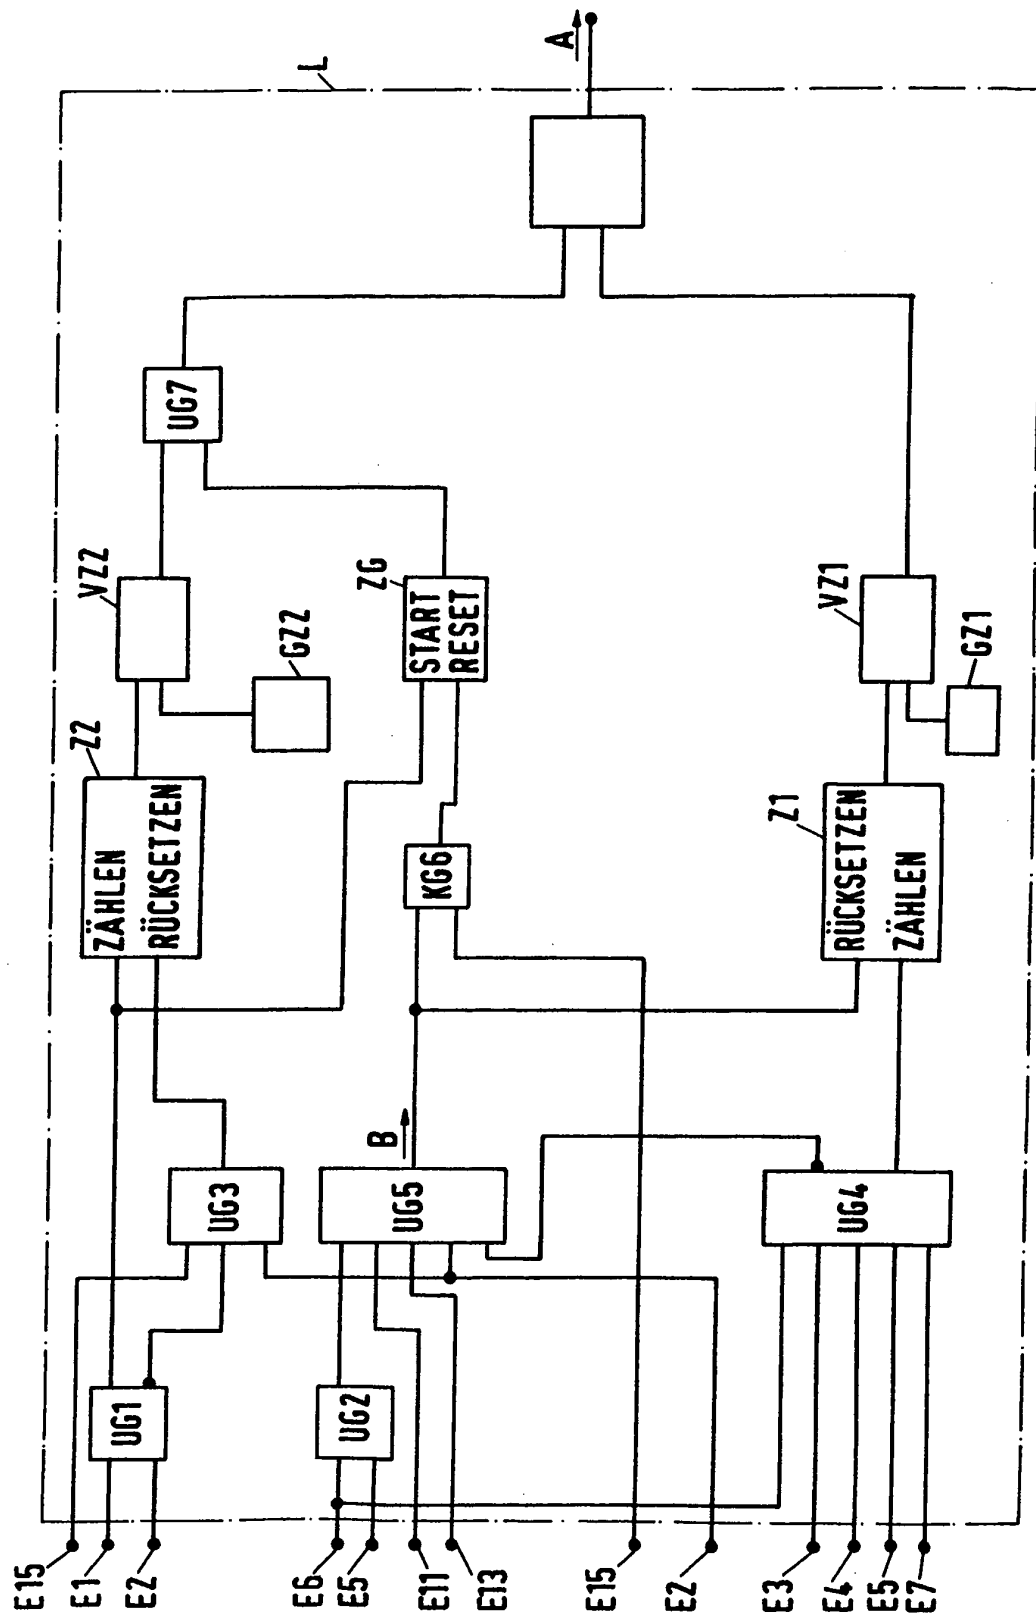 E15
E1
E2
E6
E5
E11
E13
E15
E2
E3
E4
E5
E7
UG1
UG2
UG3
UG5
B
UG4
Z2
ZÄHLEN
RÜCKSETZEN
KG6
Z1
RÜCKSETZEN
ZÄHLEN
VZ2
GZ2
ZG
START
RESET
VZ1
GZ1
UG7
L
A